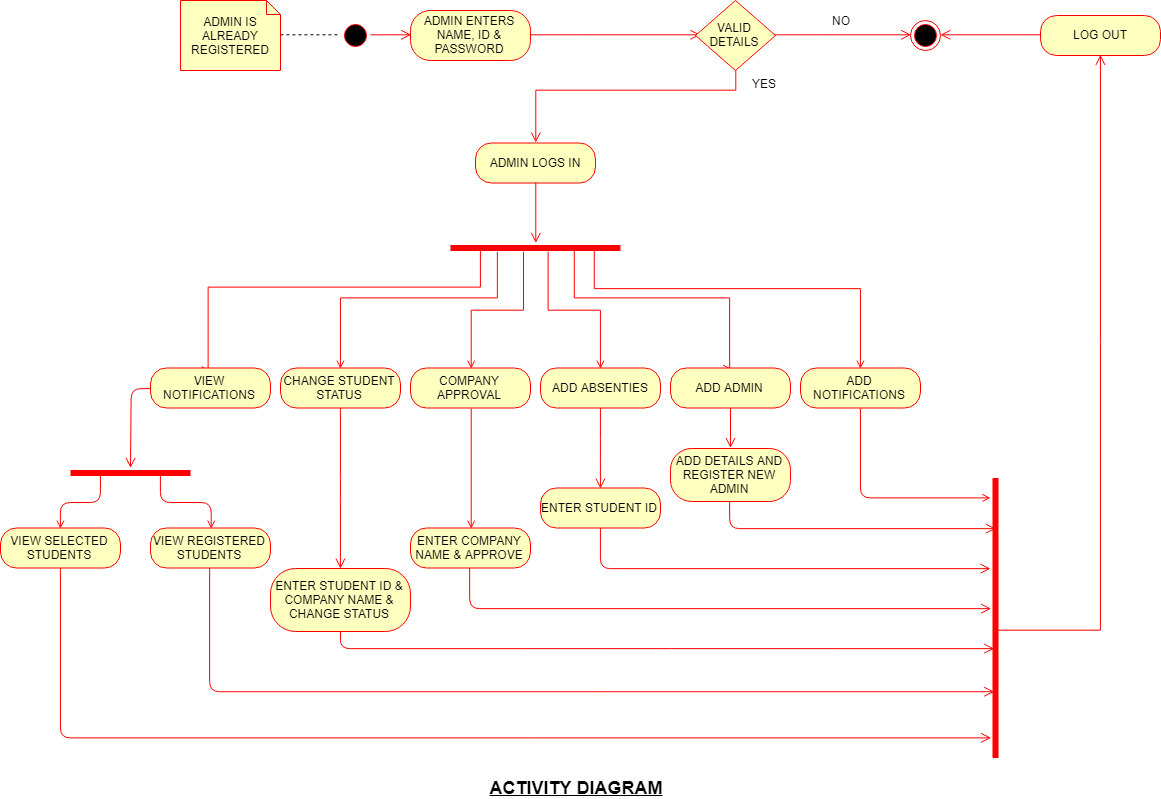 ADMIN IS
ALREADY
REGISTERED
ADMIN ENTERS
NAME, ID &
PASSWORD
VALID
DETAILS
NO
LOG OUT
YES
ADMIN LOGS IN
VIEW
NOTIFICATIONS
CHANGE STUDENT
STATUS
COMPANY
APPROVAL
ADD ABSENTIES
ADD ADMIN
ADD
NOTIFICATIONS
ADD DETAILS AND
REGISTER NEW
ADMIN
ENTER STUDENT ID
VIEW SELECTED
STUDENTS
VIEW REGISTERED
STUDENTS
ENTER COMPANY
NAME & APPROVE
ENTER STUDENT ID &
COMPANY NAME &
CHANGE STATUS
ACTIVITY DIAGRAM